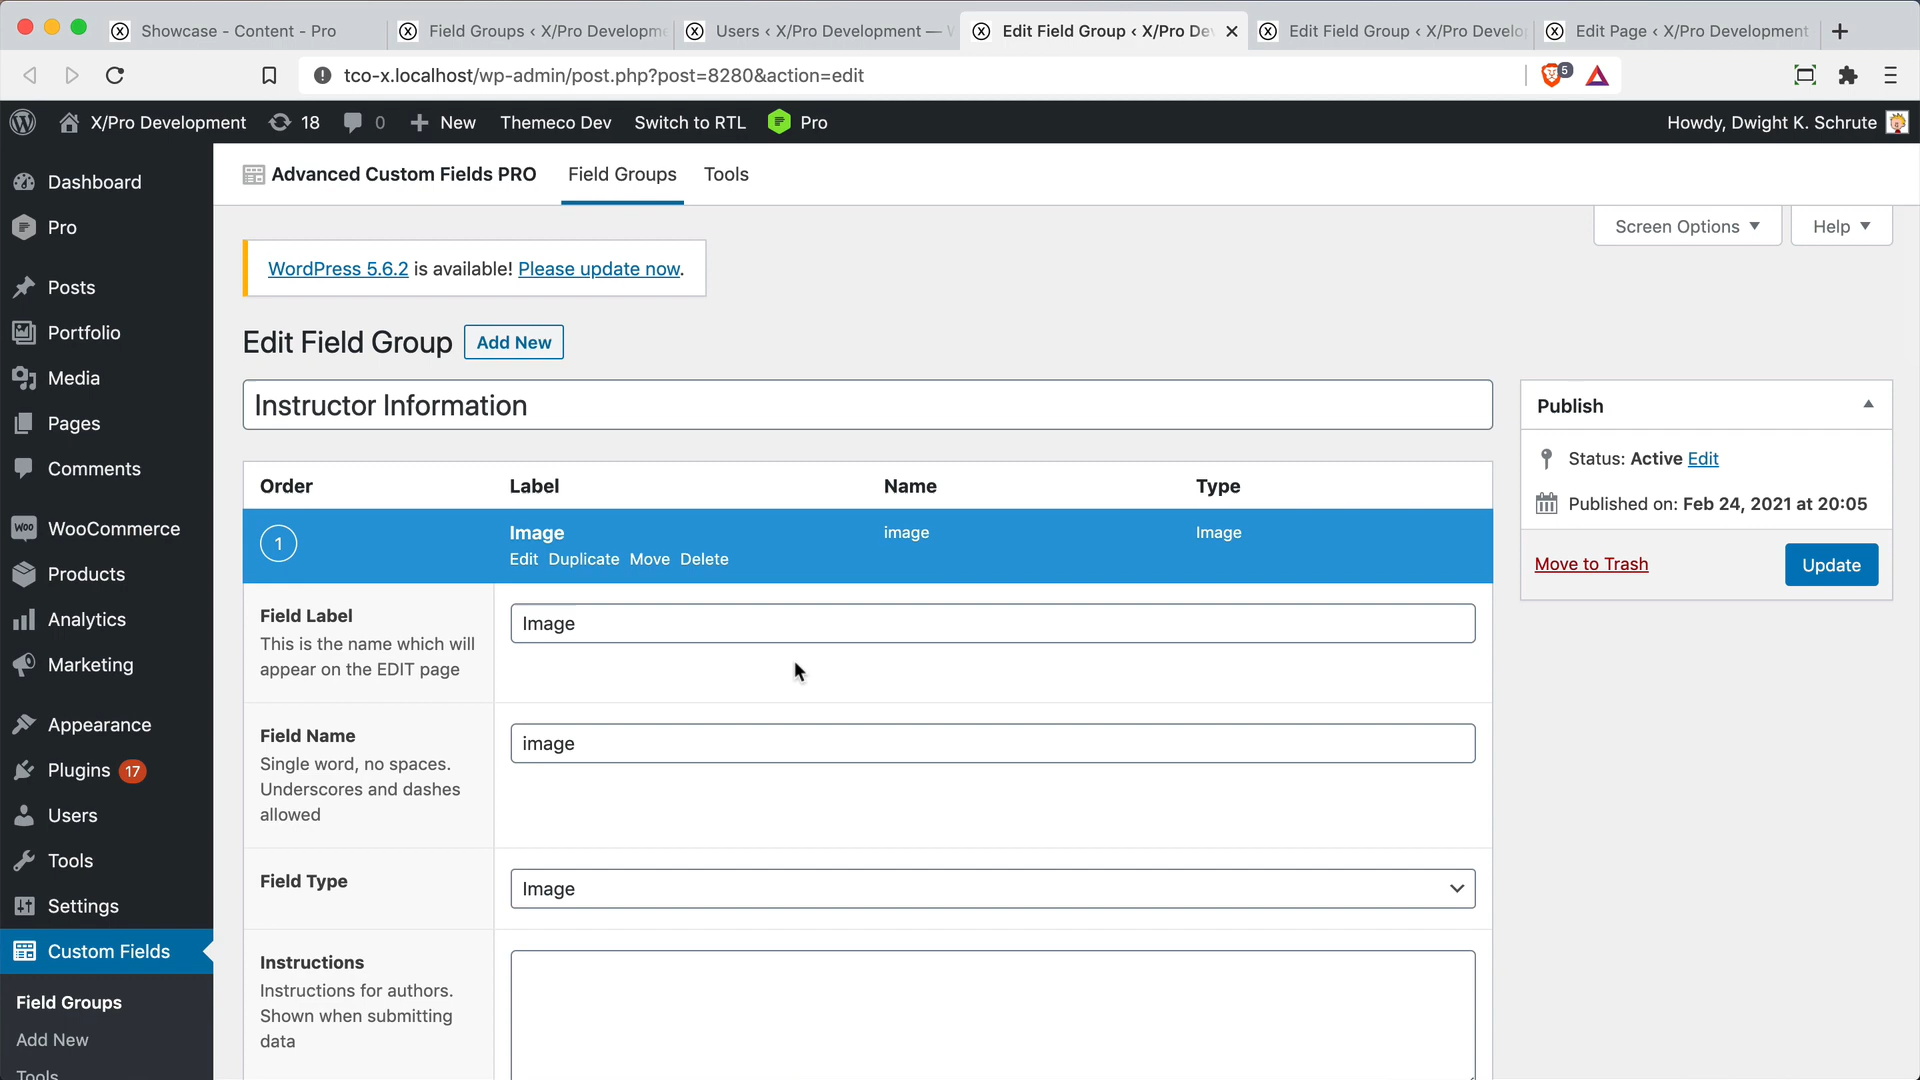 Showcase - Content - Pro
Field Groups ‹ X/Pro Developme
Users ‹ X/Pro Development —
Edit Field Group ‹ X/Pro De
Edit Field Group ‹ X/Pro Develo
Edit Page ‹ X/Pro Development
tco-x.localhost/wp-admin/post.php?post=8280&action=edit
5
X/Pro Development
18
0
New
Themeco Dev
Switch to RTL
Pro
Howdy, Dwight K. Schrute
Dashboard
Pro
Posts
Portfolio
Media
Pages
Comments
WooCommerce
Products
Analytics
Marketing
Appearance
Plugins 17
Users
Tools
Settings
Custom Fields
Field Groups
Add New
Tools
Advanced Custom Fields PRO
Field Groups
Tools
Screen Options
Help
WordPress 5.6.2 is available! Please update now.
Edit Field Group
Add New
Instructor Information
Order Label Name Type
1 Image image Image
Edit Duplicate Move Delete
Field Label
This is the name which will
appear on the EDIT page
Image
Field Name
Single word, no spaces.
Underscores and dashes
allowed
image
Field Type
Image
Instructions
Instructions for authors.
Shown when submitting
data
Publish
Status: Active Edit
Published on: Feb 24, 2021 at 20:05
Move to Trash
Update